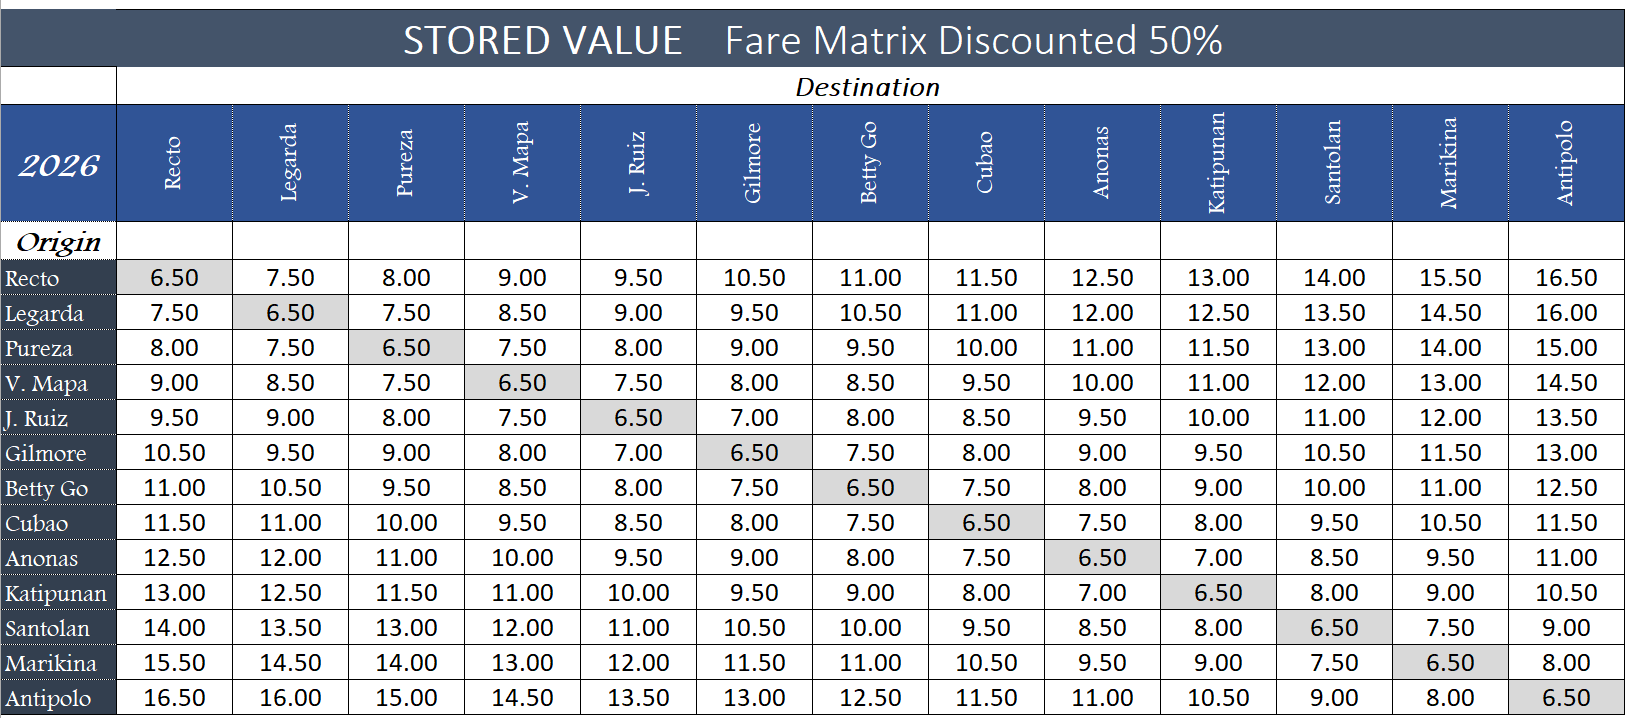 STORED VALUE Fare Matrix Discounted 50%
Destination
2026 Recto Legarda Pureza V. Mapa J. Ruiz Gilmore Betty Go Cubao Anonas Katipunan Santolan Marikina Antipolo
Origin
Recto 6.50 7.50 8.00 9.00 9.50 10.50 11.00 11.50 12.50 13.00 14.00 15.50 16.50
Legarda 7.50 6.50 7.50 8.50 9.00 9.50 10.50 11.00 12.00 12.50 13.50 14.50 16.00
Pureza 8.00 7.50 6.50 7.50 8.00 9.00 9.50 10.00 11.00 11.50 13.00 14.00 15.00
V. Mapa 9.00 8.50 7.50 6.50 7.50 8.00 8.50 9.50 10.00 11.00 12.00 13.00 14.50
J. Ruiz 9.50 9.00 8.00 7.50 6.50 7.00 8.00 8.50 9.50 10.00 11.00 12.00 13.50
Gilmore 10.50 9.50 9.00 8.00 7.00 6.50 7.50 8.00 9.00 9.50 10.50 11.50 13.00
Betty Go 11.00 10.50 9.50 8.50 8.00 7.50 6.50 7.50 8.00 9.00 10.00 11.00 12.50
Cubao 11.50 11.00 10.00 9.50 8.50 8.00 7.50 6.50 7.50 8.00 9.50 10.50 11.50
Anonas 12.50 12.00 11.00 10.00 9.50 9.00 8.00 7.50 6.50 7.00 8.50 9.50 11.00
Katipunan 13.00 12.50 11.50 11.00 10.00 9.50 9.00 8.00 7.00 6.50 8.00 9.00 10.50
Santolan 14.00 13.50 13.00 12.00 11.00 10.50 10.00 9.50 8.50 8.00 6.50 7.50 9.00
Marikina 15.50 14.50 14.00 13.00 12.00 11.50 11.00 10.50 9.50 9.00 7.50 6.50 8.00
Antipolo 16.50 16.00 15.00 14.50 13.50 13.00 12.50 11.50 11.00 10.50 9.00 8.00 6.50